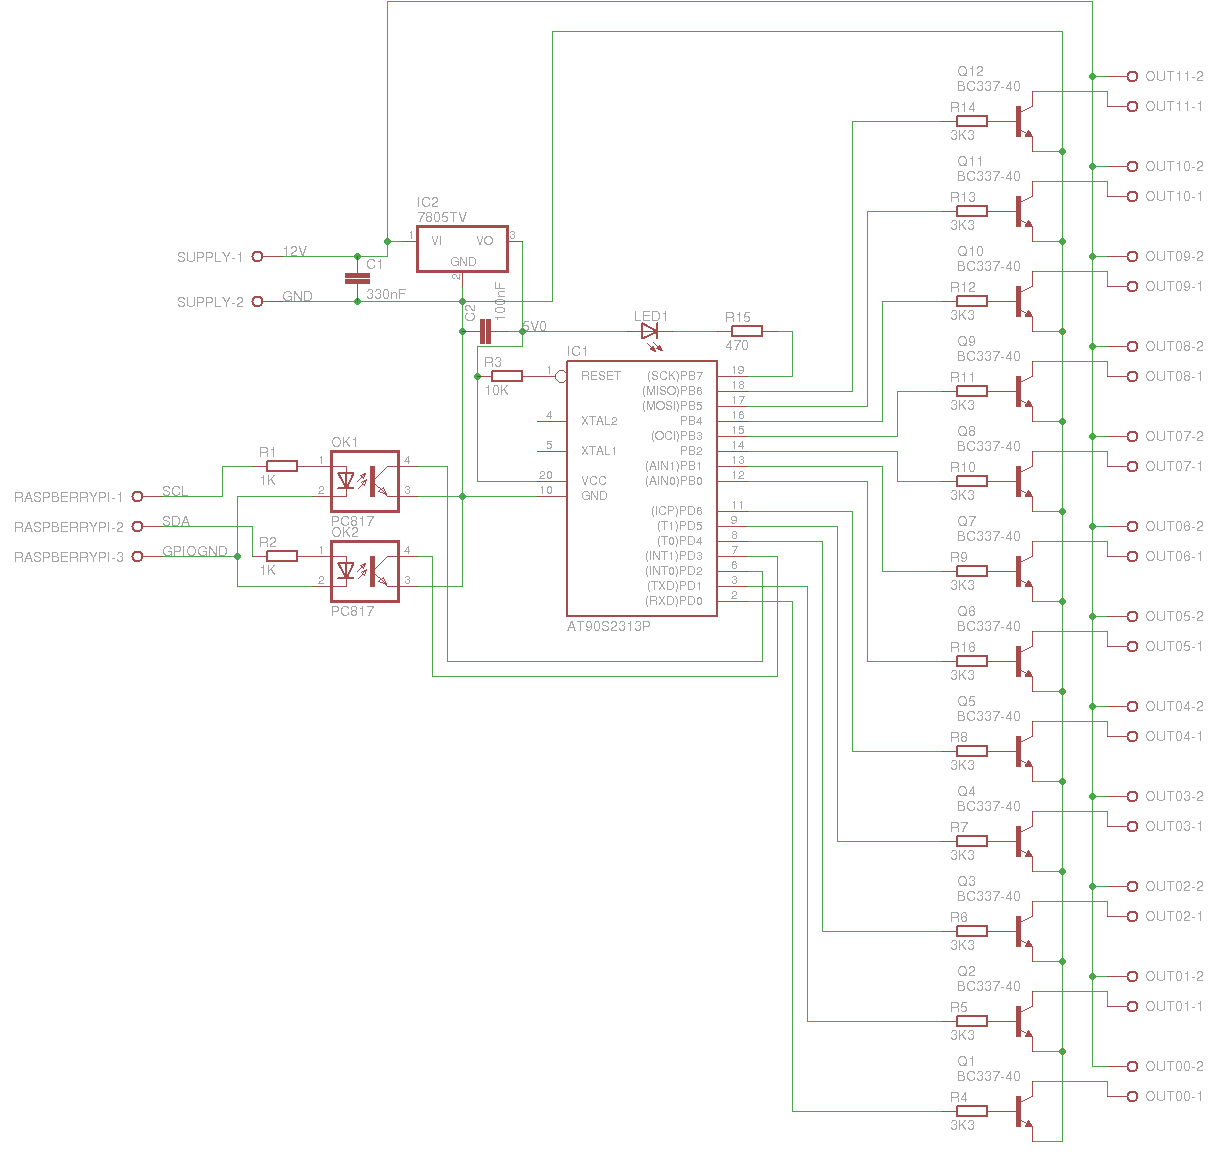 SUPPLY-1
12V
SUPPLY-2
GND
C1
330nF
IC2
7805TV
1
VI
VO
3
GND
2
C2
100nF
5V0
LED1
R15
470
R3
10K
IC1
1
RESET
4
XTAL2
5
XTAL1
20
VCC
10
GND
(SCK)PB7
19
(MISO)PB6
18
(MOSI)PB5
17
PB4
16
(OCI)PB3
15
PB2
14
(AIN1)PB1
13
(AIN0)PB0
12
(ICP)PD6
11
(T1)PD5
9
(T0)PD4
8
(INT1)PD3
7
(INT0)PD2
6
(TXD)PD1
3
(RXD)PD0
2
AT90S2313P
RASPBERRYPI-1
SCL
RASPBERRYPI-2
SDA
RASPBERRYPI-3
GPIOGND
R1
1K
R2
1K
OK1
1
2
4
3
PC817
OK2
1
2
4
3
PC817
Q12
BC337-40
R14
3K3
OUT11-2
OUT11-1
Q11
BC337-40
R13
3K3
OUT10-2
OUT10-1
Q10
BC337-40
R12
3K3
OUT09-2
OUT09-1
Q9
BC337-40
R11
3K3
OUT08-2
OUT08-1
Q8
BC337-40
R10
3K3
OUT07-2
OUT07-1
Q7
BC337-40
R9
3K3
OUT06-2
OUT06-1
Q6
BC337-40
R16
3K3
OUT05-2
OUT05-1
Q5
BC337-40
R8
3K3
OUT04-2
OUT04-1
Q4
BC337-40
R7
3K3
OUT03-2
OUT03-1
Q3
BC337-40
R6
3K3
OUT02-2
OUT02-1
Q2
BC337-40
R5
3K3
OUT01-2
OUT01-1
Q1
BC337-40
R4
3K3
OUT00-2
OUT00-1